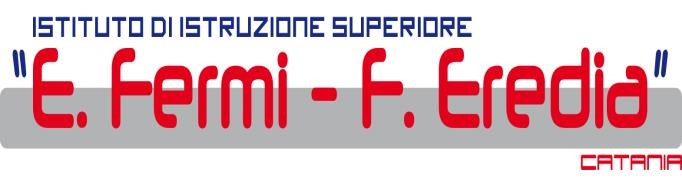 ISTITUTO DI ISTRUZIONE SUPERIORE
"E. Fermi - F. Eredia"
CATANIA